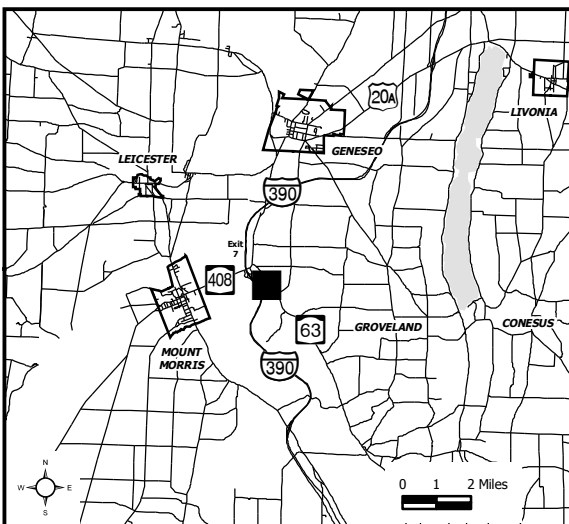 20A
LIVONIA
GENESEO
LEICESTER
390
Exit
7
408
63
GROVELAND
CONESUS
MOUNT
MORRIS
390
N
W E
S
0 1 2 Miles